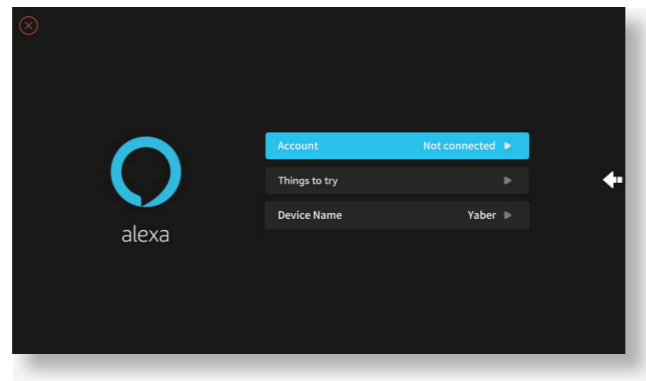 Account Not connected
Things to try
Device Name Yaber
alexa